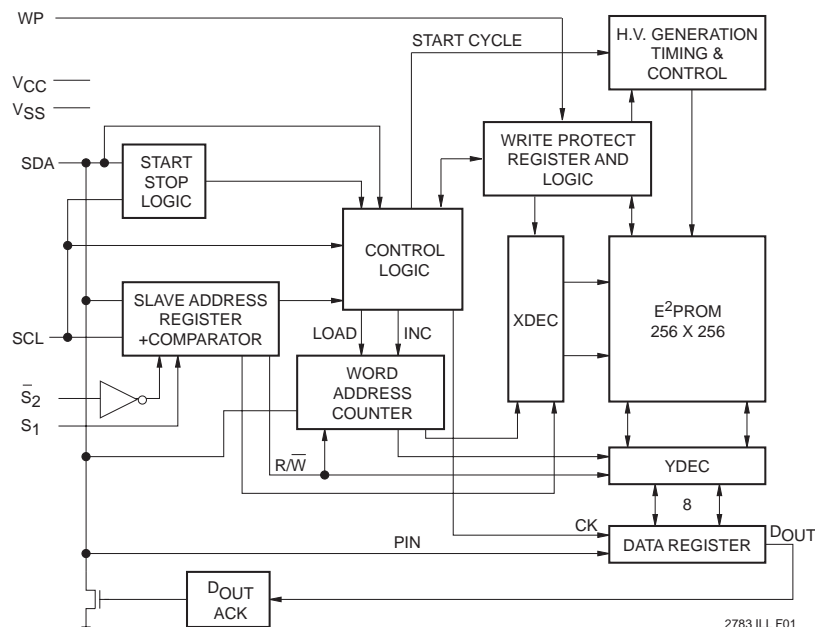 WP
START CYCLE
H.V. GENERATION
TIMING &
CONTROL
VCC
VSS
SDA
START
STOP
LOGIC
WRITE PROTECT
REGISTER AND
LOGIC
CONTROL
LOGIC
SLAVE ADDRESS
REGISTER
+COMPARATOR
SCL
LOAD
INC
XDEC
E²PROM
256 X 256
S̅2
S1
WORD
ADDRESS
COUNTER
R/W̅
YDEC
8
CK
PIN
DATA REGISTER
DOUT
DOUT
ACK
2783 ILL F01